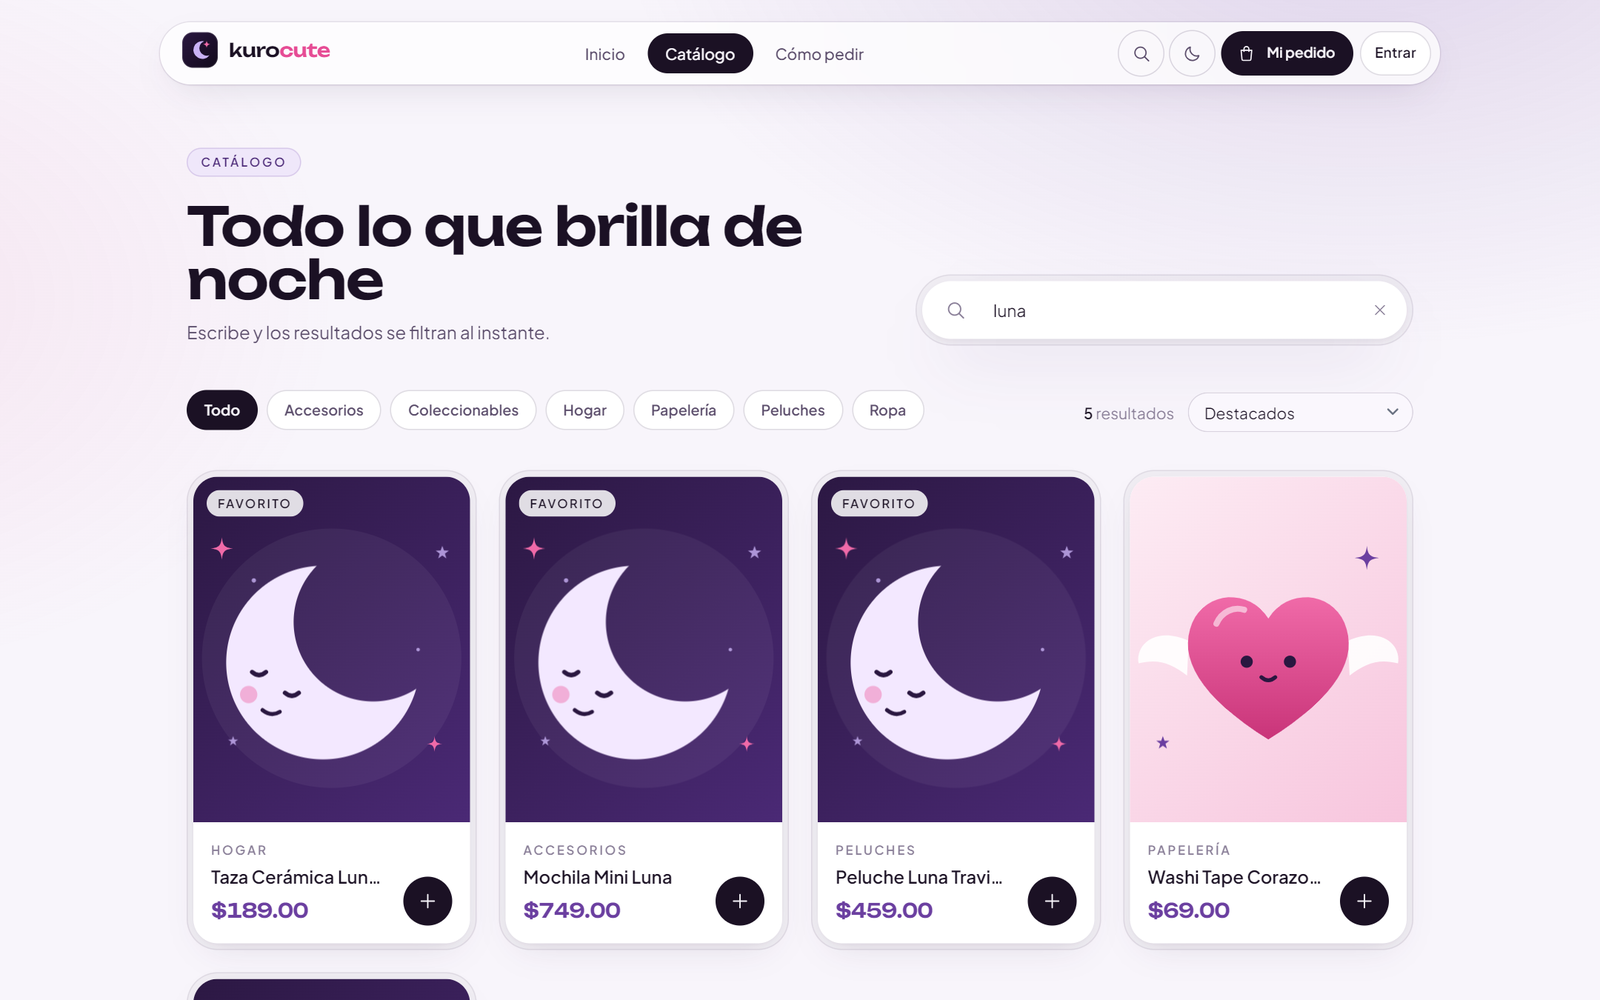 kurocute
Inicio
Catálogo
Cómo pedir
Mi pedido
Entrar
CATÁLOGO
Todo lo que brilla de
noche
Escribe y los resultados se filtran al instante.
luna
Todo
Accesorios
Coleccionables
Hogar
Papelería
Peluches
Ropa
5 resultados
Destacados
FAVORITO
FAVORITO
FAVORITO
HOGAR
Taza Cerámica Lun...
$189.00
ACCESORIOS
Mochila Mini Luna
$749.00
PELUCHES
Peluche Luna Travi...
$459.00
PAPELERÍA
Washi Tape Corazo...
$69.00